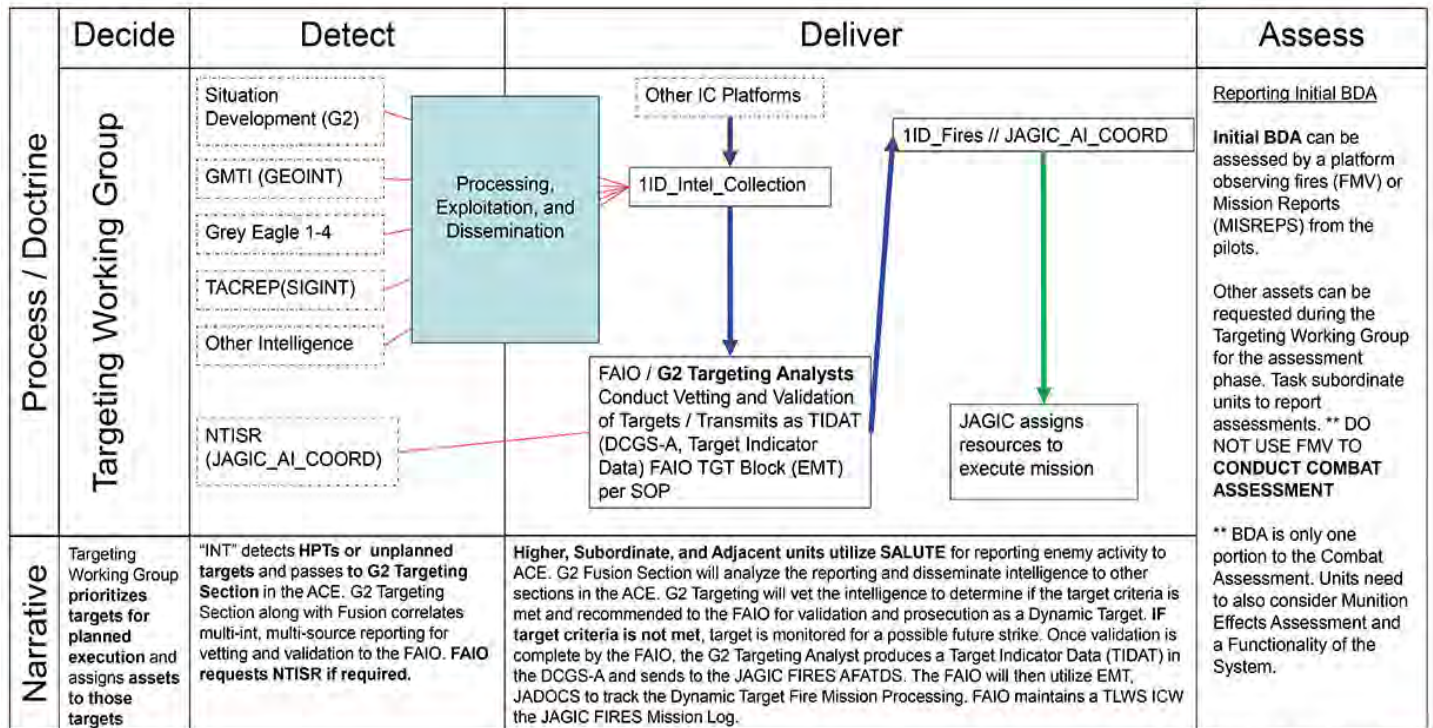 Decide
Detect
Deliver
Assess
Process / Doctrine
Targeting Working Group
Situation
Development (G2)
GMTI (GEOINT)
Grey Eagle 1-4
TACREP(SIGINT)
Other Intelligence
NTISR
(JAGIC_AI_COORD)
Processing,
Exploitation, and
Dissemination
Other IC Platforms
1ID_Intel_Collection
FAIO / G2 Targeting Analysts
Conduct Vetting and Validation
of Targets / Transmits as TIDAT
(DCGS-A, Target Indicator
Data) FAIO TGT Block (EMT)
per SOP
1ID_Fires // JAGIC_AI_COORD
JAGIC assigns
resources to
execute mission
Reporting Initial BDA
Initial BDA can be
assessed by a platform
observing fires (FMV) or
Mission Reports
(MISREPS) from the
pilots.
Other assets can be
requested during the
Targeting Working Group
for the assessment
phase. Task subordinate
units to report
assessments. ** DO
NOT USE FMV TO
CONDUCT COMBAT
ASSESSMENT
** BDA is only one
portion to the Combat
Assessment. Units need
to also consider Munition
Effects Assessment and
a Functionality of the
System.
Narrative
Targeting
Working Group
prioritizes
targets for
planned
execution and
assigns assets
to those
targets
"INT" detects HPTs or unplanned
targets and passes to G2 Targeting
Section in the ACE. G2 Targeting
Section along with Fusion correlates
multi-int, multi-source reporting for
vetting and validation to the FAIO. FAIO
requests NTISR if required.
Higher, Subordinate, and Adjacent units utilize SALUTE for reporting enemy activity to
ACE. G2 Fusion Section will analyze the reporting and disseminate intelligence to other
sections in the ACE. G2 Targeting will vet the intelligence to determine if the target criteria is
met and recommended to the FAIO for validation and prosecution as a Dynamic Target. IF
target criteria is not met, target is monitored for a possible future strike. Once validation is
complete by the FAIO, the G2 Targeting Analyst produces a Target Indicator Data (TIDAT) in
the DCGS-A and sends to the JAGIC FIRES AFATDS. The FAIO will then utilize EMT,
JADOCS to track the Dynamic Target Fire Mission Processing. FAIO maintains a TLWS ICW
the JAGIC FIRES Mission Log.